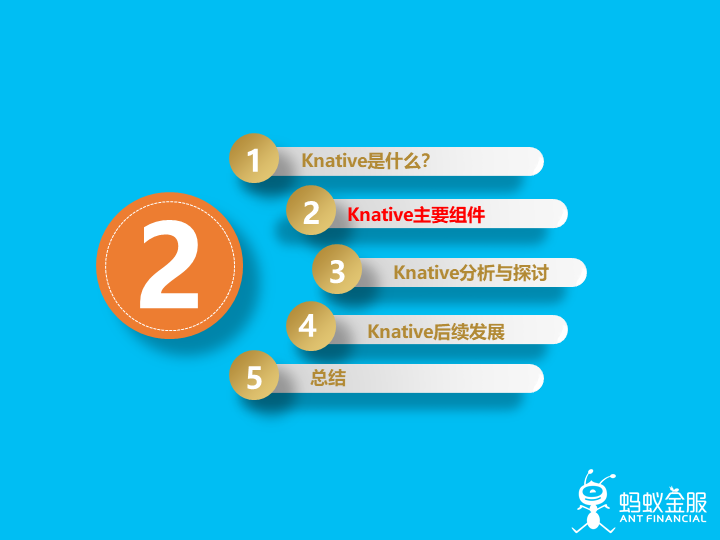 2
1 Knative是什么?
2 Knative主要组件
3 Knative分析与探讨
4 Knative后续发展
5 总结
蚂蚁金服
ANT FINANCIAL